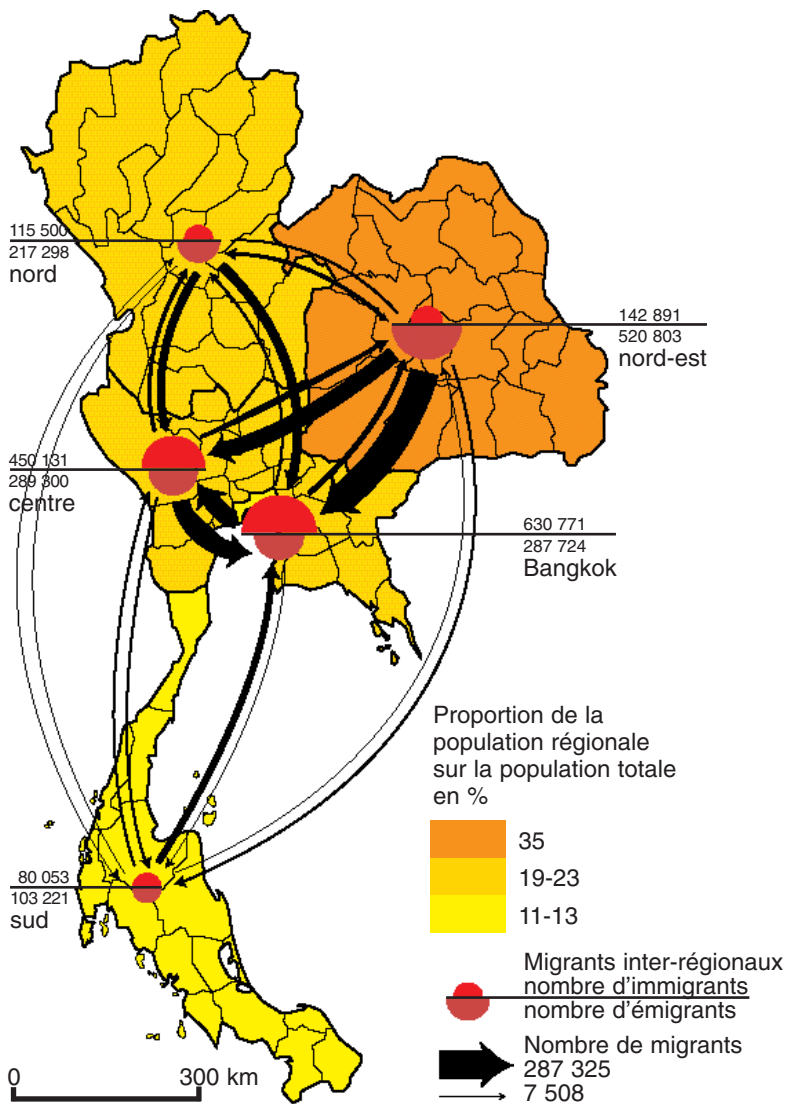 115 500
217 298
nord
142 891
520 803
nord-est
450 131
289 300
centre
630 771
287 724
Bangkok
Proportion de la
population régionale
sur la population totale
en %
35
19-23
11-13
80 053
103 221
sud
Migrants inter-régionaux
nombre d'immigrants
nombre d'émigrants
Nombre de migrants
287 325
7 508
0 300 km